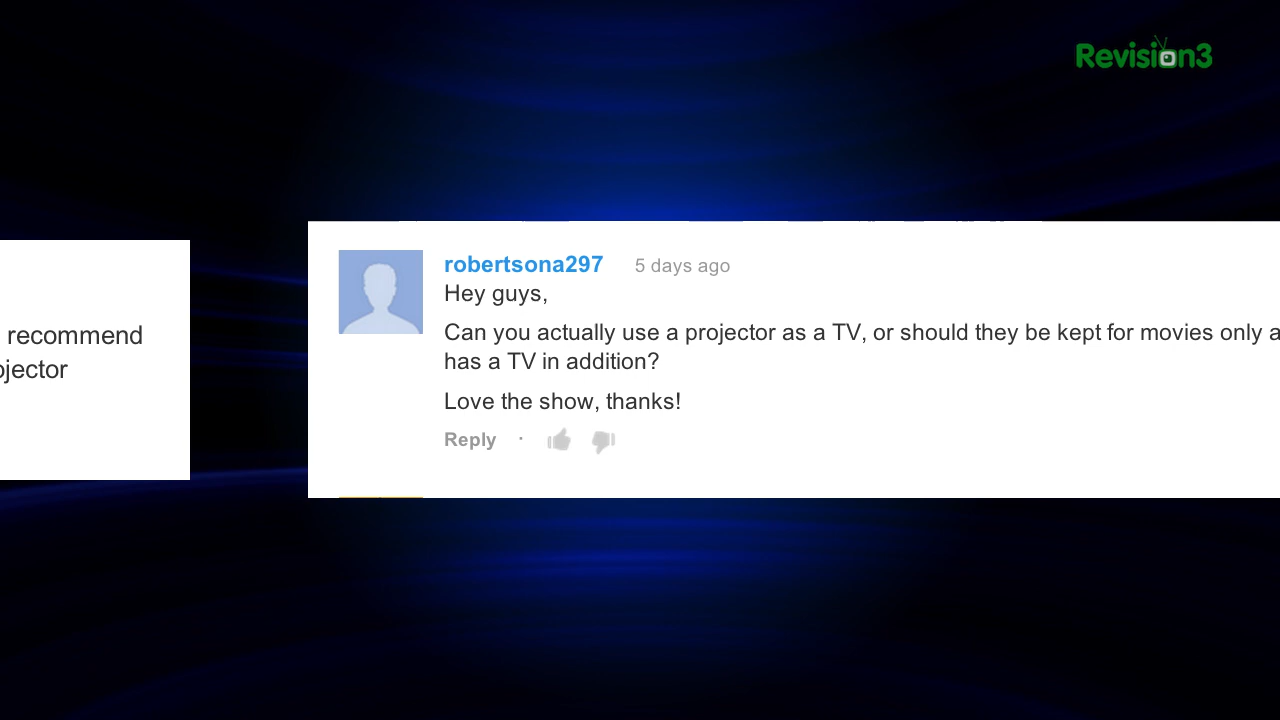 Revision3
recommend
robertsona297 5 days ago
Hey guys,
Can you actually use a projector as a TV, or should they be kept for movies only
has a TV in addition?
Love the show, thanks!
Reply ·